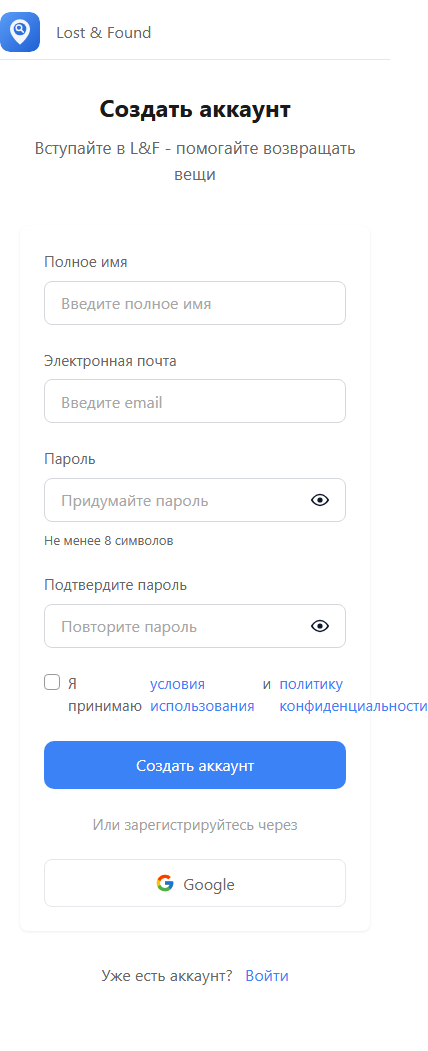 Lost & Found
Создать аккаунт
Вступайте в L&F - помогайте возвращать
вещи
Полное имя
Введите полное имя
Электронная почта
Введите email
Пароль
Придумайте пароль
Не менее 8 символов
Подтвердите пароль
Повторите пароль
Я принимаю условия использования и политику конфиденциальности
Создать аккаунт
Или зарегистрируйтесь через
Google
Уже есть аккаунт? Войти